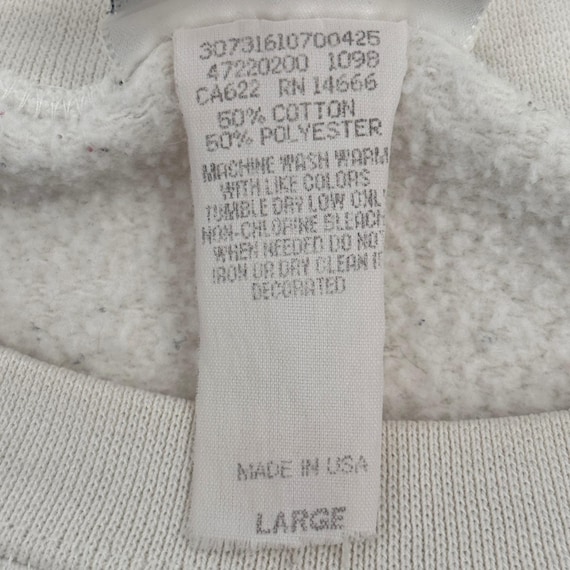 30731610700425
47220200 1098
CA622 RN 14666
50% COTTON
50% POLYESTER
MACHINE WASH WARM
WITH LIKE COLORS
TUMBLE DRY LOW ONLY
NON-CHLORINE BLEACH
WHEN NEEDED DO NOT
IRON OR DRY CLEAN IF
DECORATED
MADE IN USA
LARGE